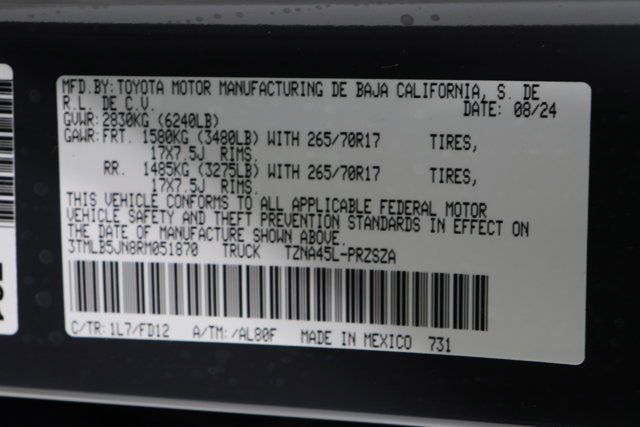 MFD.BY:TOYOTA MOTOR MANUFACTURING DE BAJA CALIFORNIA, S. DE
R.L. DE C.V. DATE: 08/24
GVWR:2830KG (6240LB)
GAWR:FRT. 1580KG (3480LB) WITH 265/70R17 TIRES,
17X7.5J RIMS.
RR. 1485KG (3275LB) WITH 265/70R17 TIRES,
17X7.5J RIMS.
THIS VEHICLE CONFORMS TO ALL APPLICABLE FEDERAL MOTOR
VEHICLE SAFETY AND THEFT PREVENTION STANDARDS IN EFFECT ON
THE DATE OF MANUFACTURE SHOWN ABOVE.
3TMLB5JN8RM051870 TRUCK TZNA45L-PRZSZA
C/TR:1L7/FD12 A/TM:/AL80F MADE IN MEXICO 731